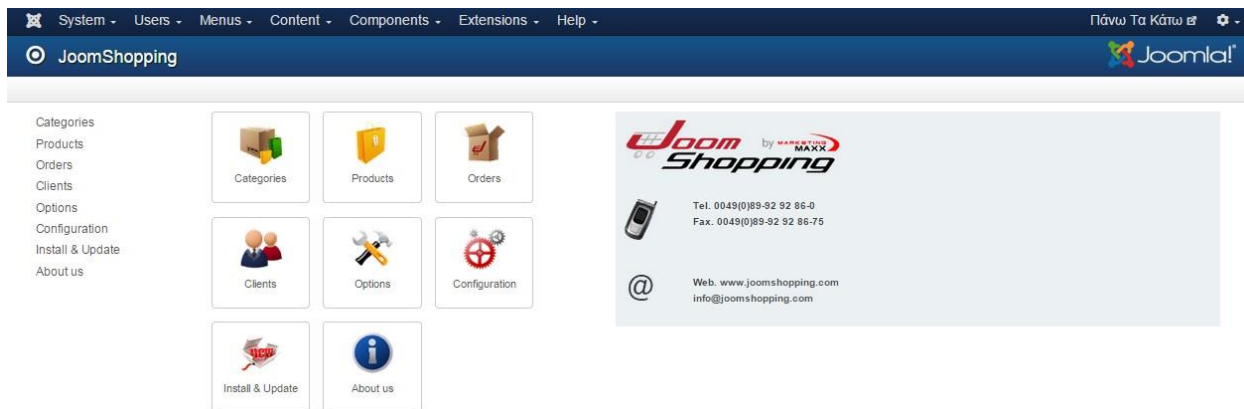 System Users Menus Content Components Extensions Help Πάνω Τα Κάτω
JoomShopping
Joomla!
Categories
Products
Orders
Clients
Options
Configuration
Install & Update
About us
Categories
Products
Orders
Clients
Options
Configuration
new
Install & Update
About us
Joom by MARKETING MAXX
Shopping
Tel. 0049(0)89-92 92 86-0
Fax. 0049(0)89-92 92 86-75
@
Web. www.joomshopping.com
info@joomshopping.com